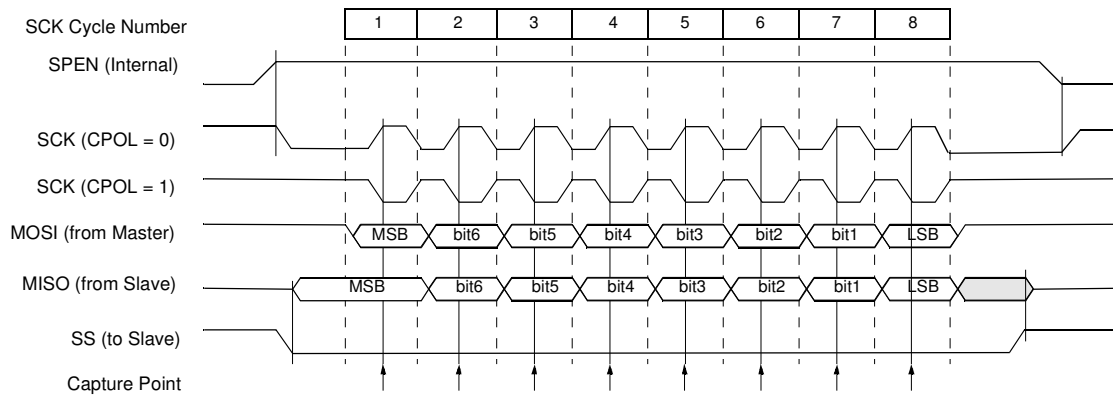 SCK Cycle Number 1 2 3 4 5 6 7 8
SPEN (Internal)
SCK (CPOL = 0)
SCK (CPOL = 1)
MOSI (from Master) MSB bit6 bit5 bit4 bit3 bit2 bit1 LSB
MISO (from Slave) MSB bit6 bit5 bit4 bit3 bit2 bit1 LSB
SS (to Slave)
Capture Point